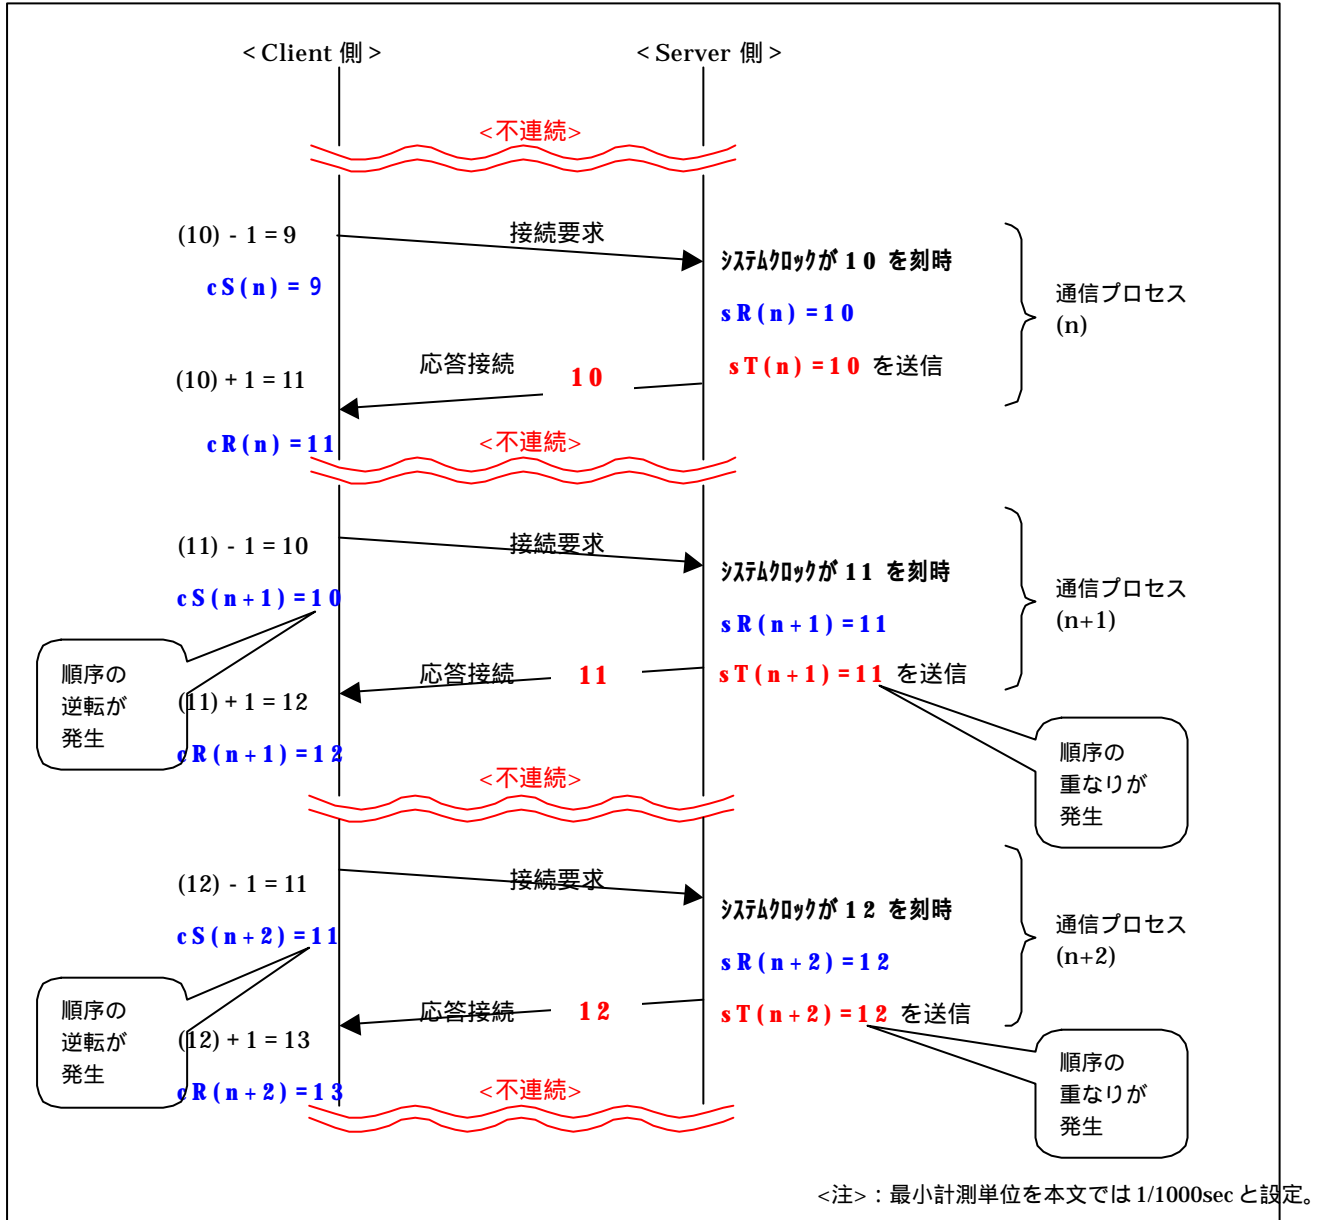 <Client 側>
<Server 側>
<不連続>
(10) - 1 = 9
接続要求
ｼｽﾃﾑｸﾛｯｸが 10 を刻時
cS(n) = 9
sR(n)=10
通信プロセス
(n)
応答接続
10
sT(n)=10 を送信
(10) + 1 = 11
cR(n) =11
<不連続>
(11) - 1 = 10
接続要求
ｼｽﾃﾑｸﾛｯｸが 11 を刻時
cS(n+1)=10
sR(n+1)=11
通信プロセス
(n+1)
順序の
逆転が
発生
応答接続
11
sT(n+1)=11 を送信
(11) + 1 = 12
cR(n+1)=12
順序の
重なりが
発生
<不連続>
(12) - 1 = 11
接続要求
ｼｽﾃﾑｸﾛｯｸが 12 を刻時
cS(n+2)=11
sR(n+2)=12
通信プロセス
(n+2)
順序の
逆転が
発生
応答接続
12
sT(n+2)=12 を送信
(12) + 1 = 13
cR(n+2)=13
順序の
重なりが
発生
<不連続>
<注>：最小計測単位を本文では 1/1000sec と設定。